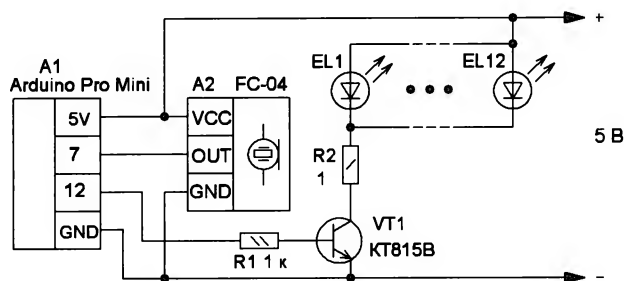 A1
Arduino Pro Mini
5V
7
12
GND
A2
FC-04
VCC
OUT
GND
EL1
EL12
R2
1
VT1
КТ815В
R1 1 к
+
5 В
–